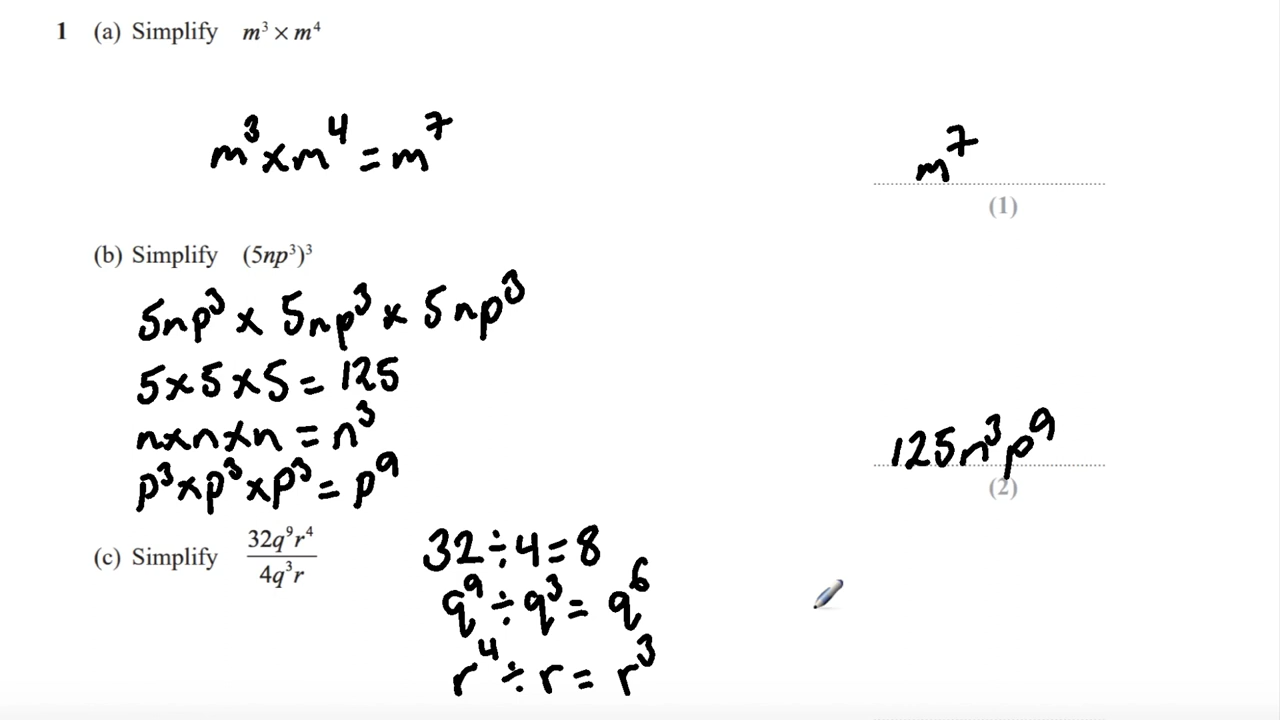 1 (a) Simplify m³ × m⁴
m³ × m⁴ = m⁷
m⁷
(1)
(b) Simplify (5np³)³
5np³ × 5np³ × 5np³
5 × 5 × 5 = 125
n × n × n = n³
p³ × p³ × p³ = p⁹
125n³p⁹
(2)
(c) Simplify 32q⁹r⁴ / 4q³r
32 ÷ 4 = 8
q⁹ ÷ q³ = q⁶
r⁴ ÷ r = r³